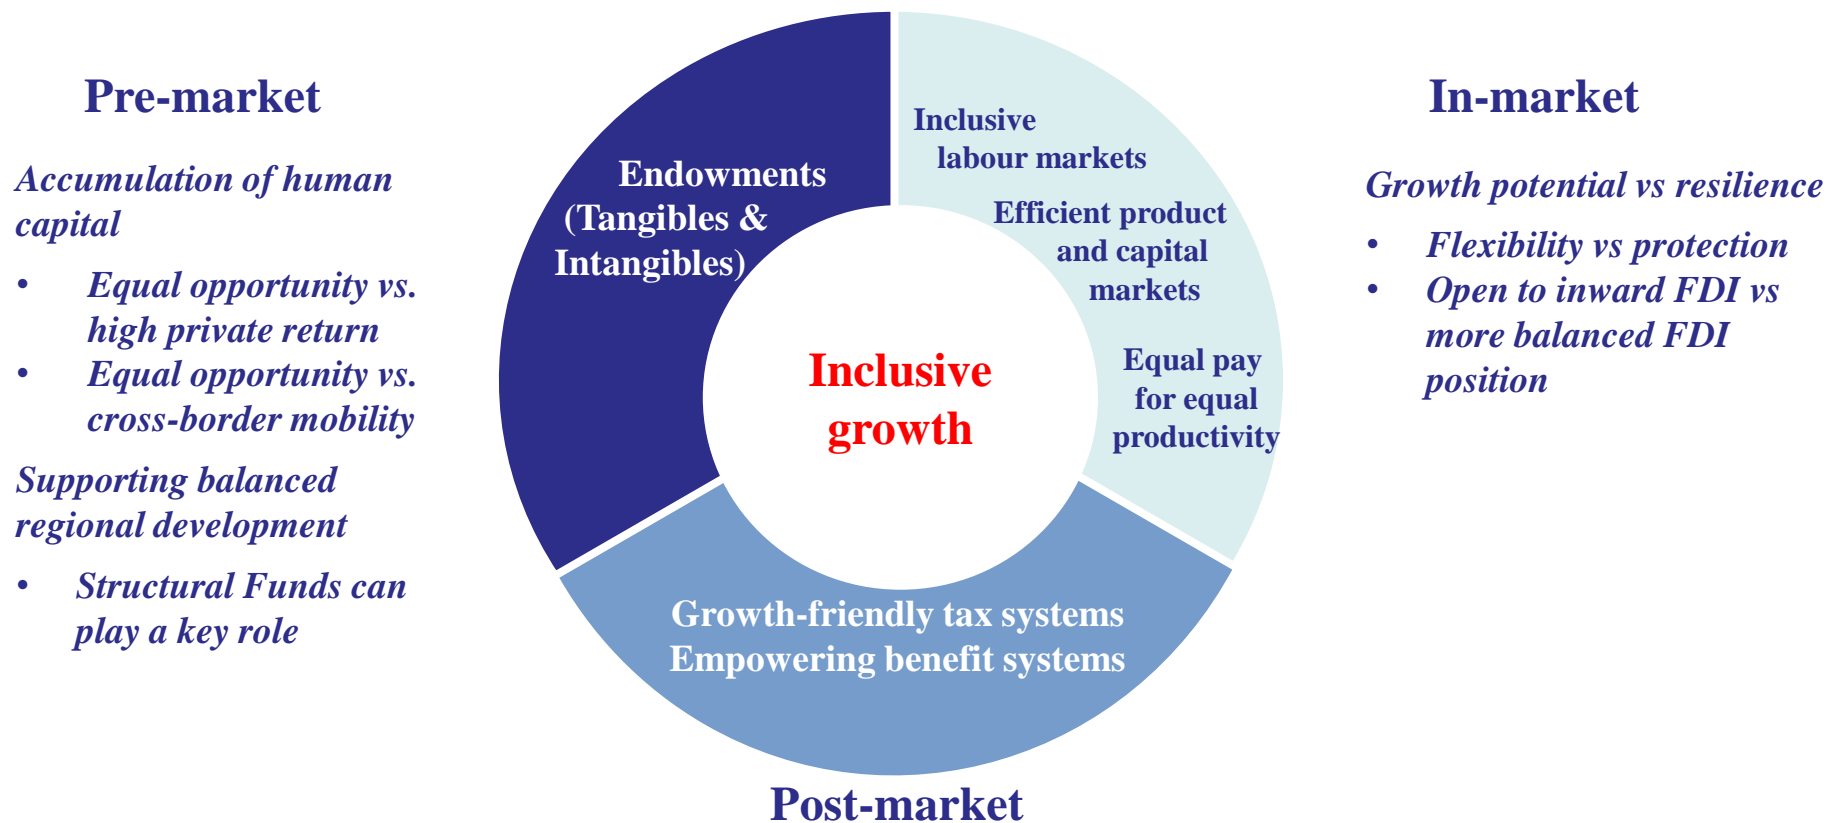 Pre-market
Accumulation of human
capital
• Equal opportunity vs.
high private return
• Equal opportunity vs.
cross-border mobility
Supporting balanced
regional development
• Structural Funds can
play a key role
Endowments
(Tangibles &
Intangibles)
Inclusive
labour markets
Efficient product
and capital
markets
Equal pay
for equal
productivity
Inclusive
growth
Growth-friendly tax systems
Empowering benefit systems
Post-market
In-market
Growth potential vs resilience
• Flexibility vs protection
• Open to inward FDI vs
more balanced FDI
position